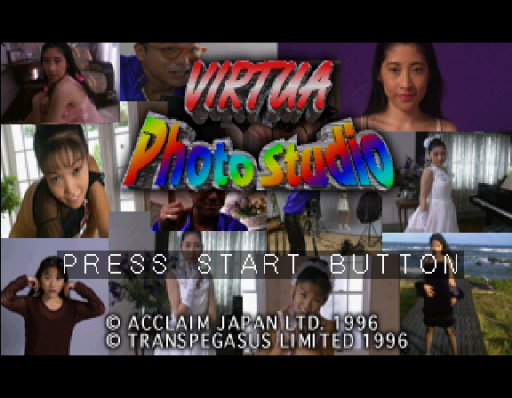 VIRTUA
Photo Studio
PRESS START BUTTON
© ACCLAIM JAPAN LTD. 1996
© TRANSPEGASUS LIMITED 1996